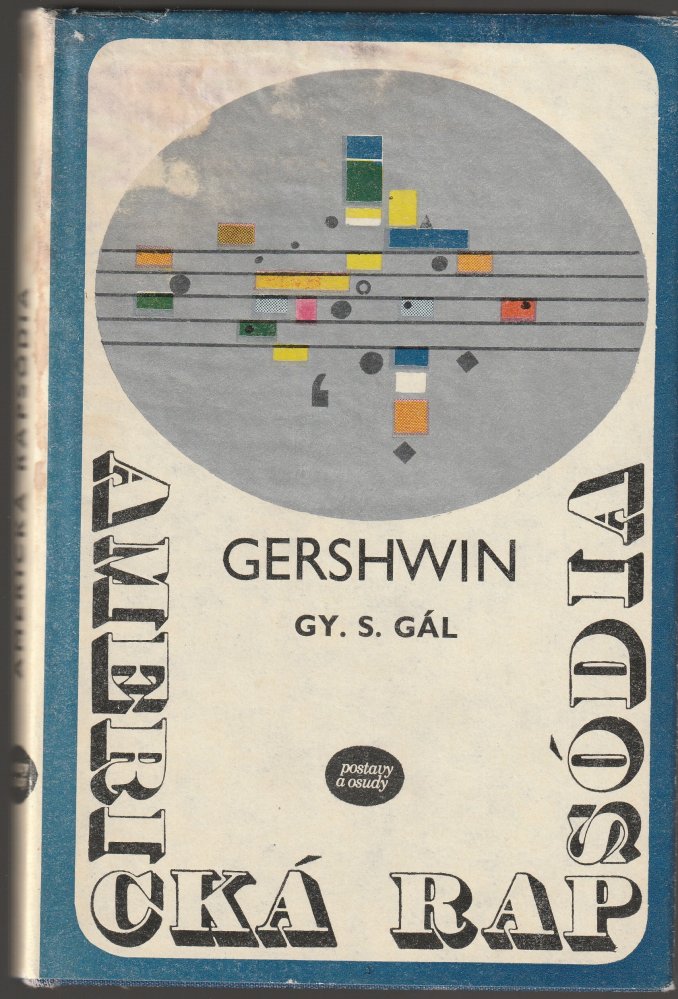 GERSHWIN
GY. S. GÁL
postavy
a osudy
AMERICKÁ RAPSÓDIA
AMERICKÁ RAPSÓDIA